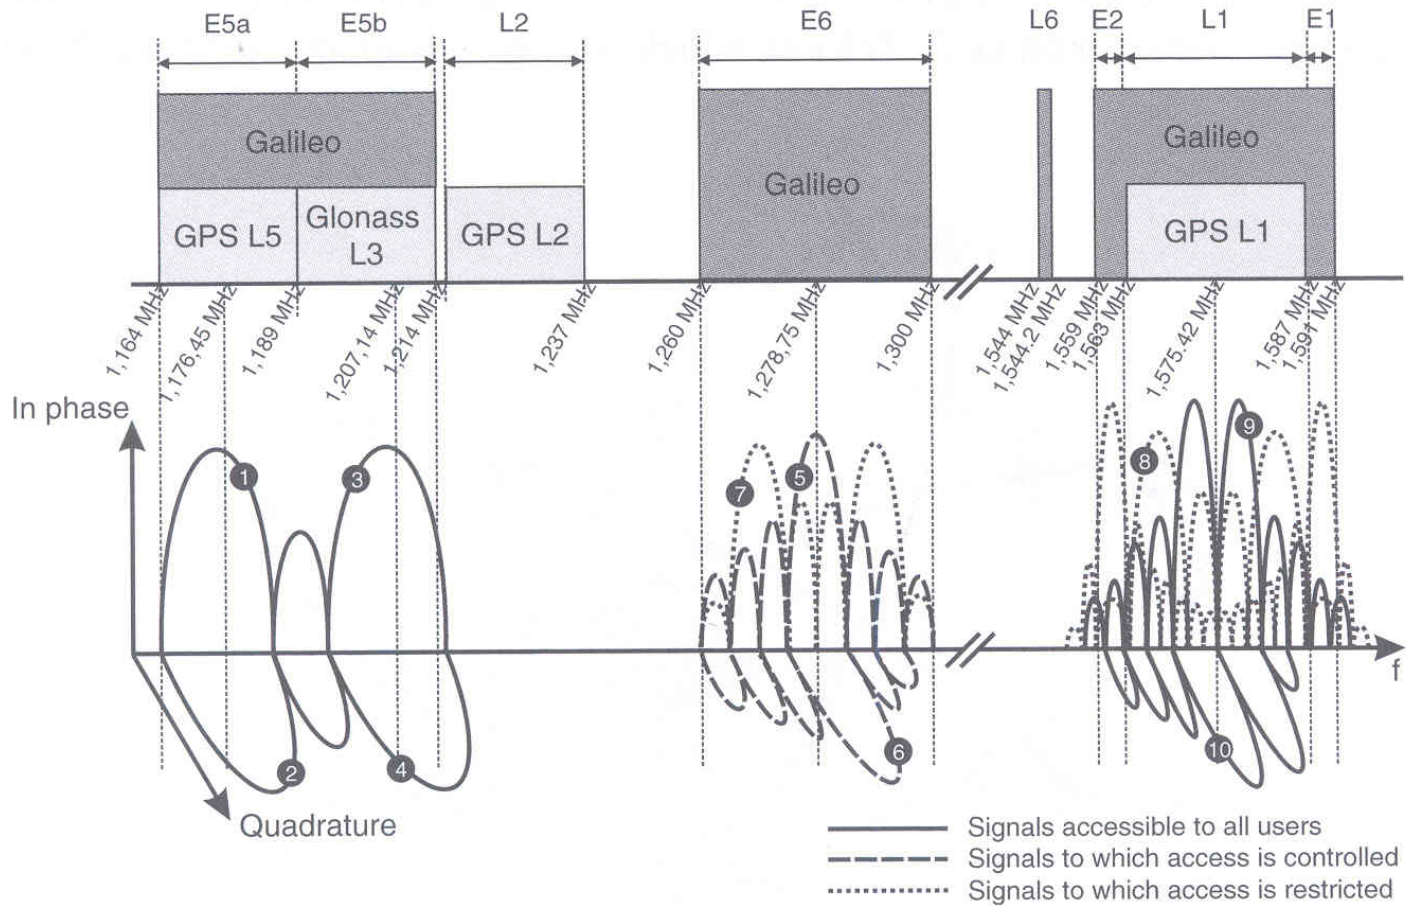 E5a E5b L2 E6 L6 E2 L1 E1
Galileo Galileo Galileo
GPS L5 Glonass L3 GPS L2 GPS L1
1,164 MHz
1,176,45 MHz
1,189 MHz
1,207,14 MHz
1,214 MHz
1,237 MHz
1,260 MHz
1,278,75 MHz
1,300 MHz
1,544 MHz
1,544.2 MHz
1,559 MHz
1,563 MHz
1,575.42 MHz
1,587 MHz
1,591 MHz
In phase
1 3 7 5 8 9
f
2 4 6 10
Quadrature
Signals accessible to all users
Signals to which access is controlled
Signals to which access is restricted